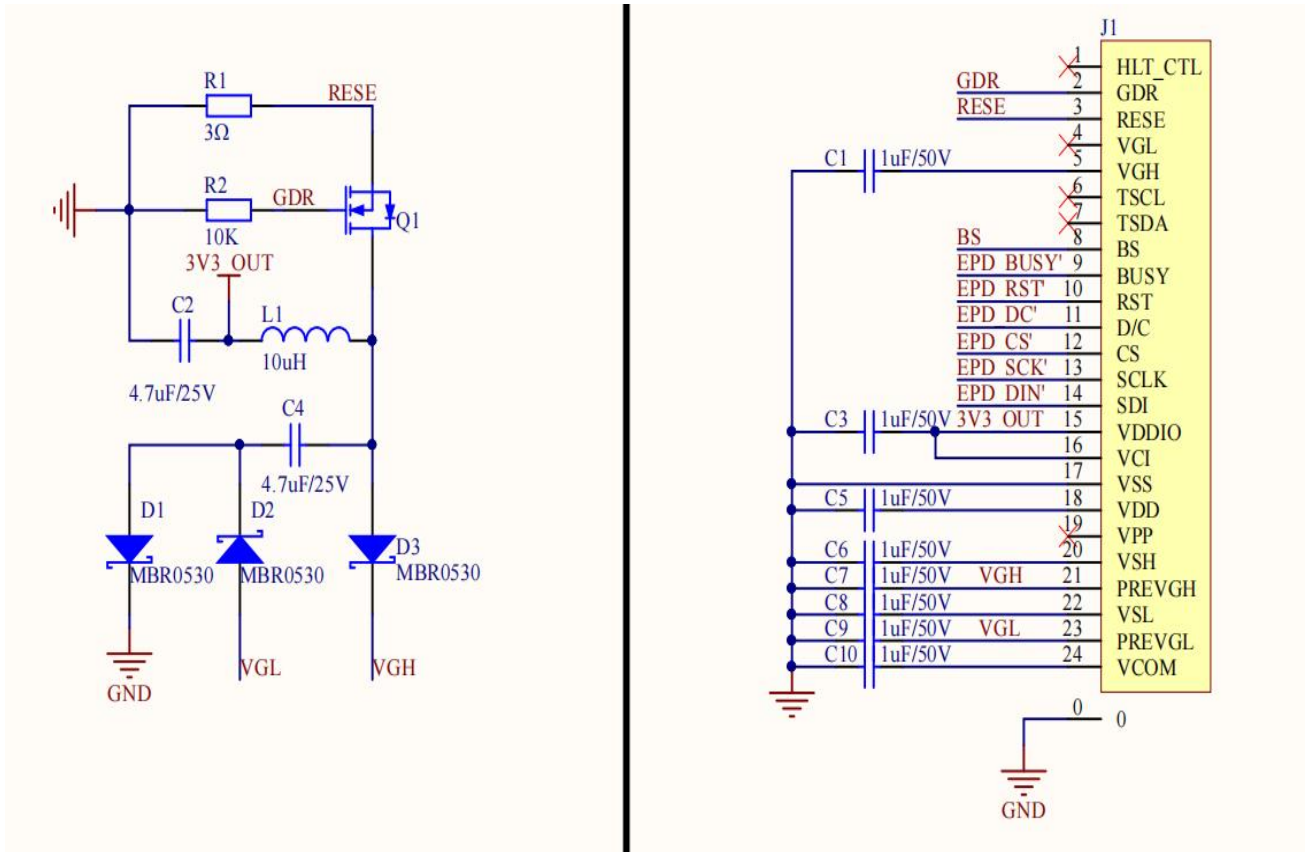 R1
RESE
3Ω
R2
GDR
10K
Q1
3V3_OUT
C2
L1
10uH
4.7uF/25V
C4
4.7uF/25V
D1
D2
D3
MBR0530
MBR0530
MBR0530
GND
VGL
VGH
J1
1 HLT_CTL
GDR 2 GDR
RESE 3 RESE
4 VGL
C1 1uF/50V 5 VGH
6 TSCL
7 TSDA
BS 8 BS
EPD_BUSY' 9 BUSY
EPD_RST' 10 RST
EPD_DC' 11 D/C
EPD_CS' 12 CS
EPD_SCK' 13 SCLK
EPD_DIN' 14 SDI
C3 1uF/50V 3V3_OUT 15 VDDIO
16 VCI
17 VSS
C5 1uF/50V 18 VDD
19 VPP
C6 1uF/50V 20 VSH
C7 1uF/50V VGH 21 PREVGH
C8 1uF/50V 22 VSL
C9 1uF/50V VGL 23 PREVGL
C10 1uF/50V 24 VCOM
0 0
GND